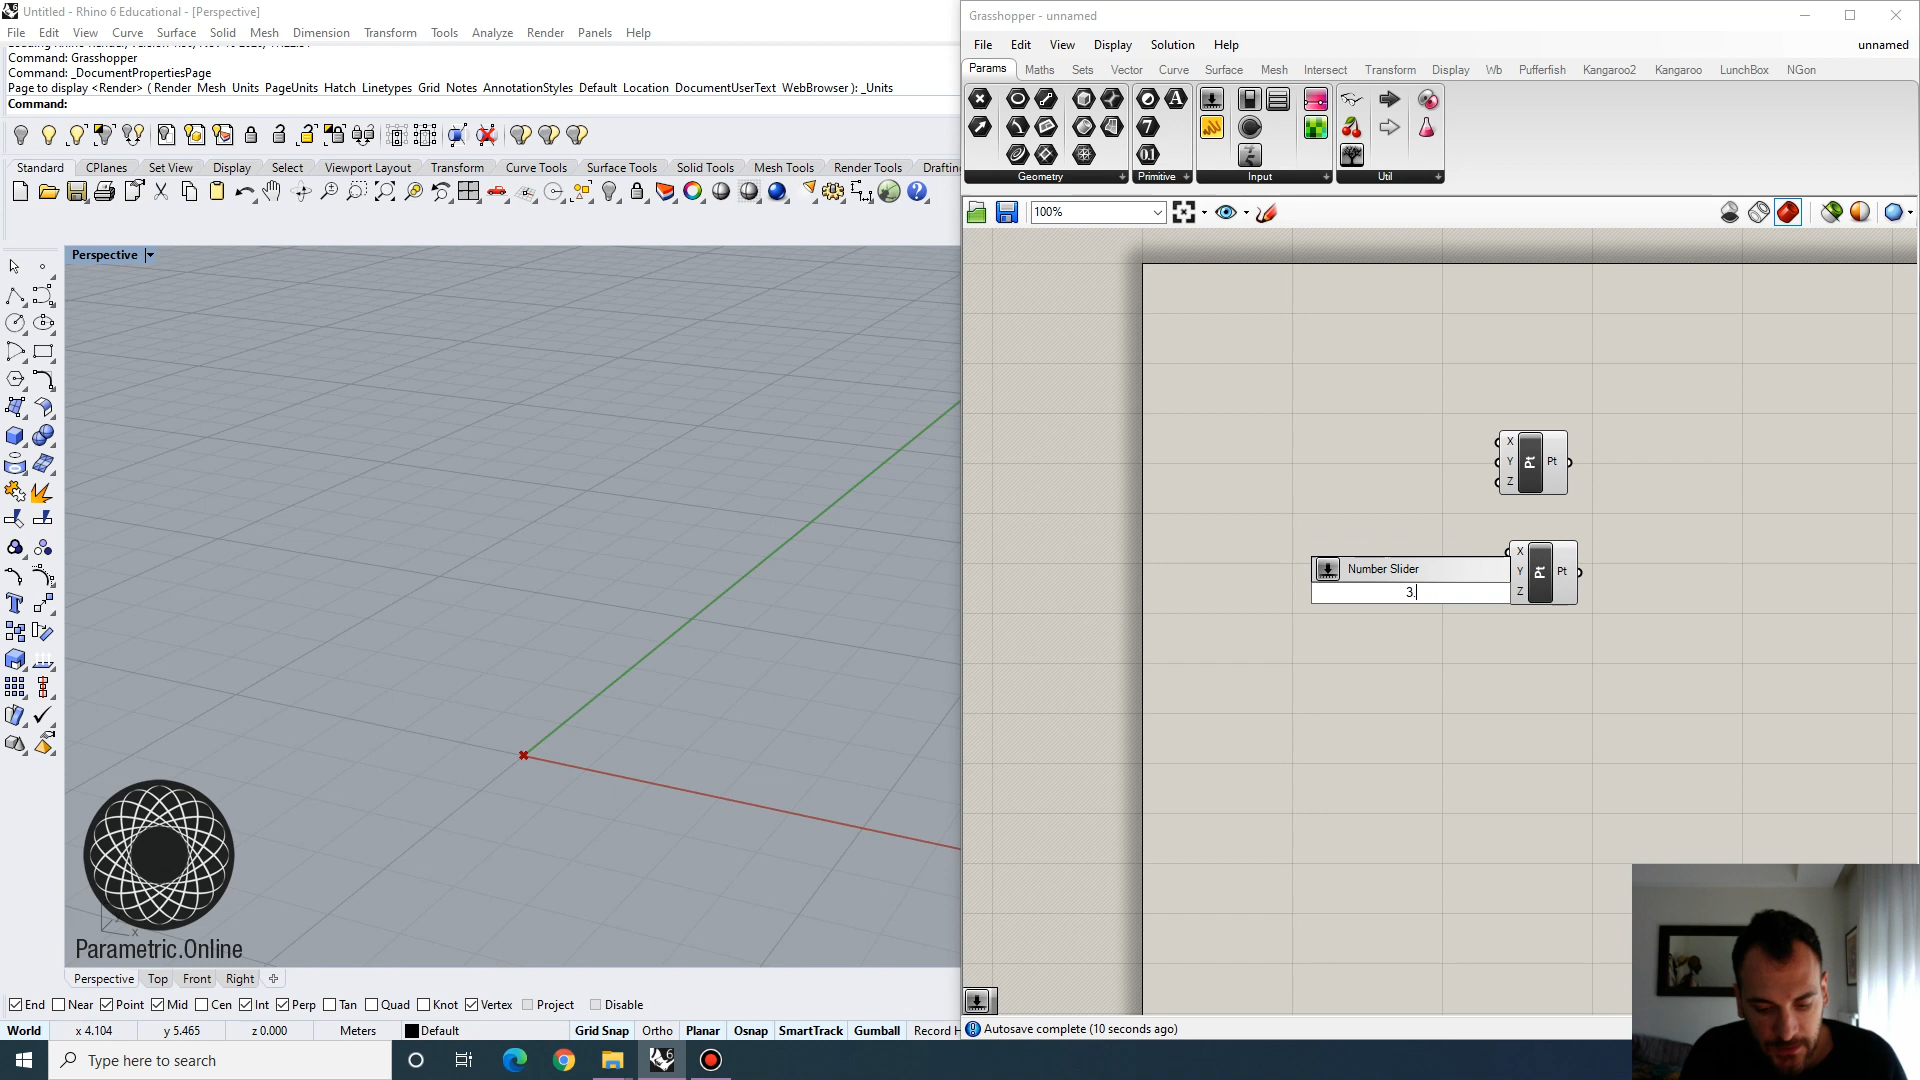 Untitled - Rhino 6 Educational - [Perspective]
File Edit View Curve Surface Solid Mesh Dimension Transform Tools Analyze Render Panels Help
Command: Grasshopper
Command: _DocumentPropertiesPage
Page to display <Render> ( Render Mesh Units PageUnits Hatch Linetypes Grid Notes AnnotationStyles Default Location DocumentUserText WebBrowser ): _Units
Command:
Standard CPlanes Set View Display Select Viewport Layout Transform Curve Tools Surface Tools Solid Tools Mesh Tools Render Tools Drafting
Perspective
Parametric.Online
x
Perspective Top Front Right
End Near Point Mid Cen Int Perp Tan Quad Knot Vertex Project Disable
World x 4.104 y 5.465 z 0.000 Meters Default Grid Snap Ortho Planar Osnap SmartTrack Gumball Record H
Type here to search
6
Grasshopper - unnamed
File Edit View Display Solution Help unnamed
Params Maths Sets Vector Curve Surface Mesh Intersect Transform Display Wb Pufferfish Kangaroo2 Kangaroo LunchBox NGon
A
7
0.1
Geometry Primitive Input Util
100%
X
Y Pt Pt
Z
X
Y Pt Pt
Z
Number Slider
3.
Autosave complete (10 seconds ago)